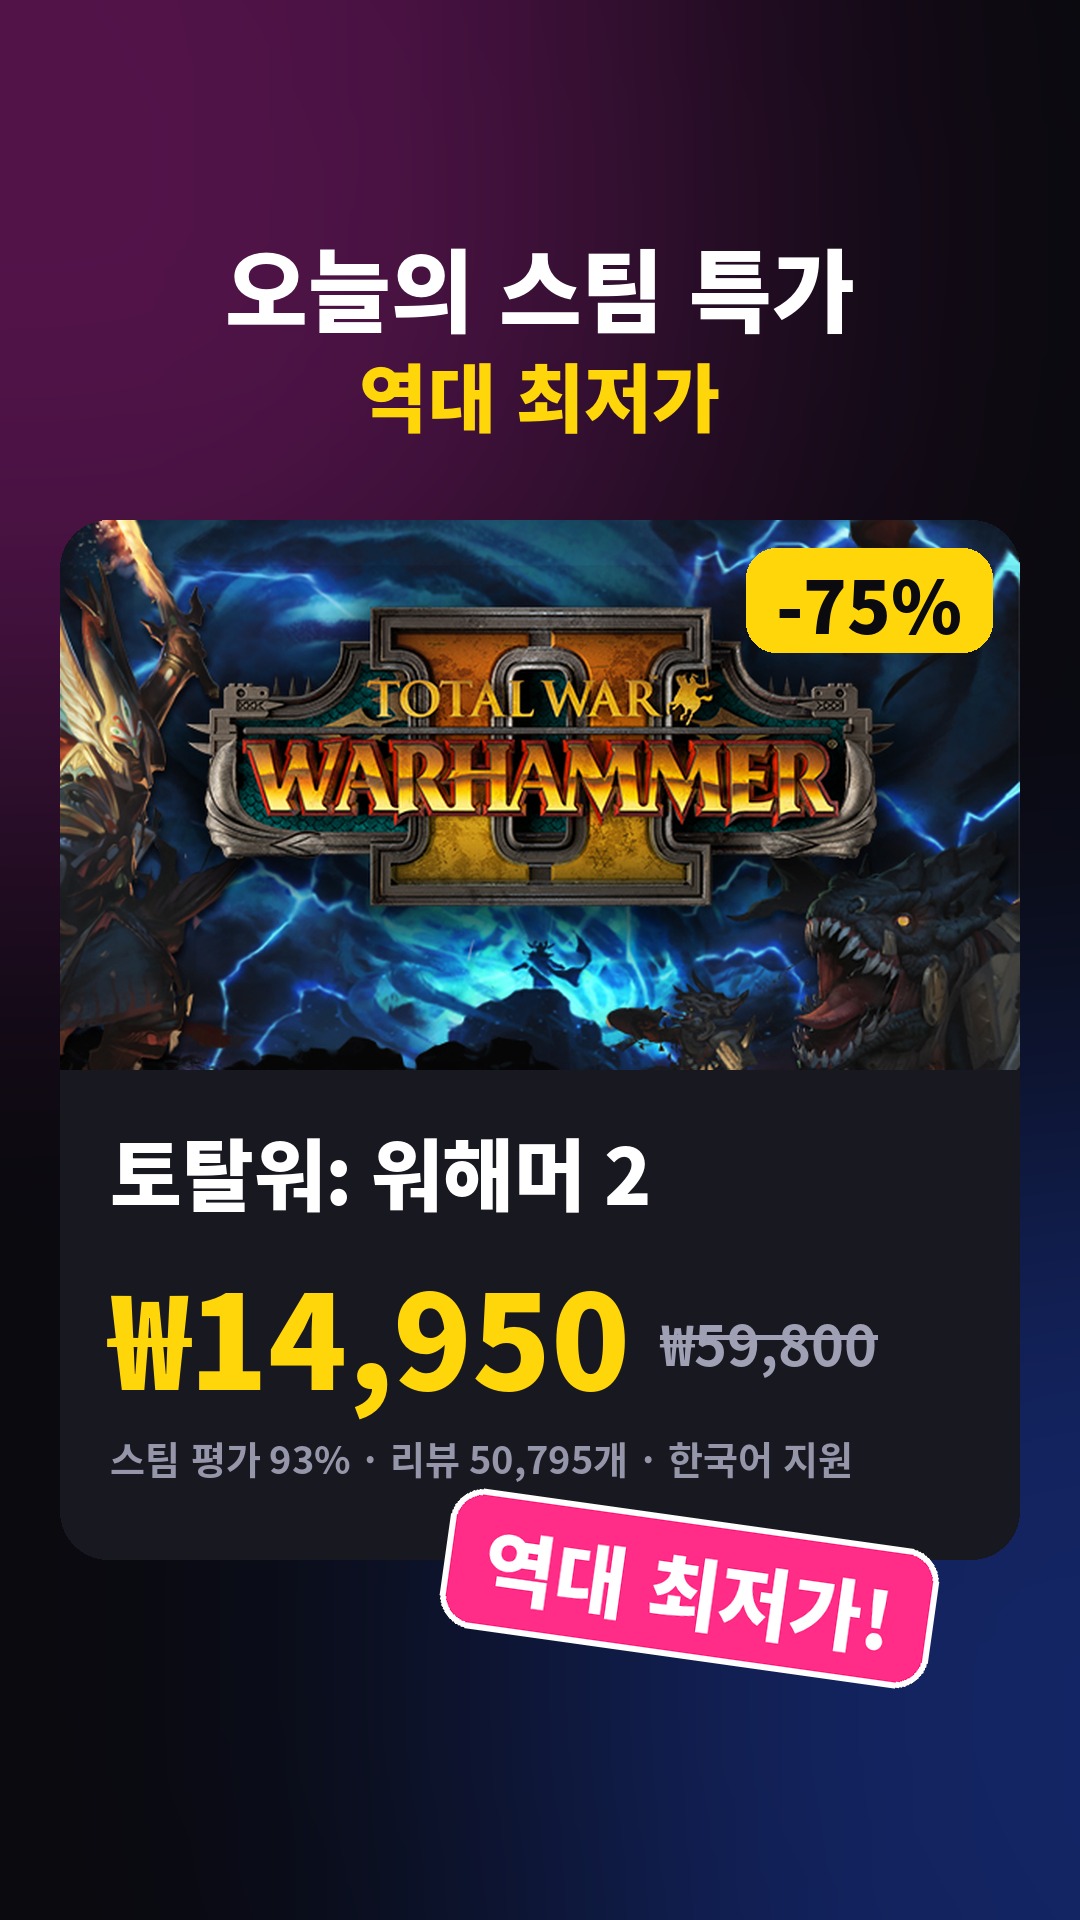 오늘의 스팀 특가
역대 최저가
-75%
TOTAL WAR
WARHAMMER
II
토탈워: 워해머 2
₩14,950 ₩59,800
스팀 평가 93% · 리뷰 50,795개 · 한국어 지원
역대 최저가!